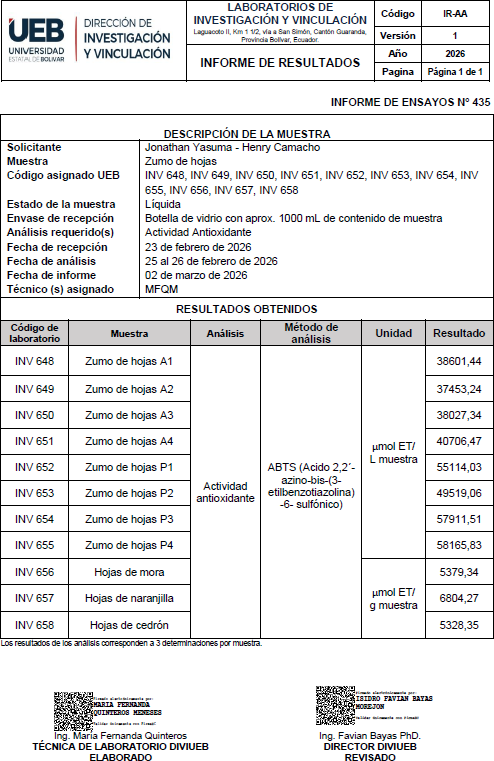 UEB
UNIVERSIDAD
ESTATAL DE BOLIVAR
DIRECCIÓN DE
INVESTIGACIÓN
Y VINCULACIÓN
LABORATORIOS DE
INVESTIGACIÓN Y VINCULACIÓN
Laguacoto II, Km 1 1/2, vía a San Simón, Cantón Guaranda,
Provincia Bolívar, Ecuador.
INFORME DE RESULTADOS
Código IR-AA
Versión 1
Año 2026
Pagina Página 1 de 1
INFORME DE ENSAYOS N° 435
DESCRIPCIÓN DE LA MUESTRA
Solicitante Jonathan Yasuma - Henry Camacho
Muestra Zumo de hojas
Código asignado UEB INV 648, INV 649, INV 650, INV 651, INV 652, INV 653, INV 654, INV
655, INV 656, INV 657, INV 658
Estado de la muestra Líquida
Envase de recepción Botella de vidrio con aprox. 1000 mL de contenido de muestra
Análisis requerido(s) Actividad Antioxidante
Fecha de recepción 23 de febrero de 2026
Fecha de análisis 25 al 26 de febrero de 2026
Fecha de informe 02 de marzo de 2026
Técnico (s) asignado MFQM
RESULTADOS OBTENIDOS
Código de
laboratorio
Muestra
Análisis
Método de
análisis
Unidad
Resultado
INV 648 Zumo de hojas A1 38601,44
INV 649 Zumo de hojas A2 37453,24
INV 650 Zumo de hojas A3 38027,34
INV 651 Zumo de hojas A4 40706,47
INV 652 Zumo de hojas P1 55114,03
INV 653 Zumo de hojas P2 49519,06
INV 654 Zumo de hojas P3 57911,51
INV 655 Zumo de hojas P4 58165,83
INV 656 Hojas de mora 5379,34
INV 657 Hojas de naranjilla 6804,27
INV 658 Hojas de cedrón 5328,35
Actividad
antioxidante
ABTS (Acido 2,2´-
azino-bis-(3-
etilbenzotiazolina)
-6- sulfónico)
µmol ET/
L muestra
µmol ET/
g muestra
Los resultados de los análisis corresponden a 3 determinaciones por muestra.
Firmado electrónicamente por:
MARIA FERNANDA
QUINTEROS MENESES
Validar únicamente con FirmaEC
Ing. María Fernanda Quinteros
TÉCNICA DE LABORATORIO DIVIUEB
ELABORADO
Firmado electrónicamente por:
ISIDRO FAVIAN BAYAS
MOREJON
Validar únicamente con FirmaEC
Ing. Favian Bayas PhD.
DIRECTOR DIVIUEB
REVISADO